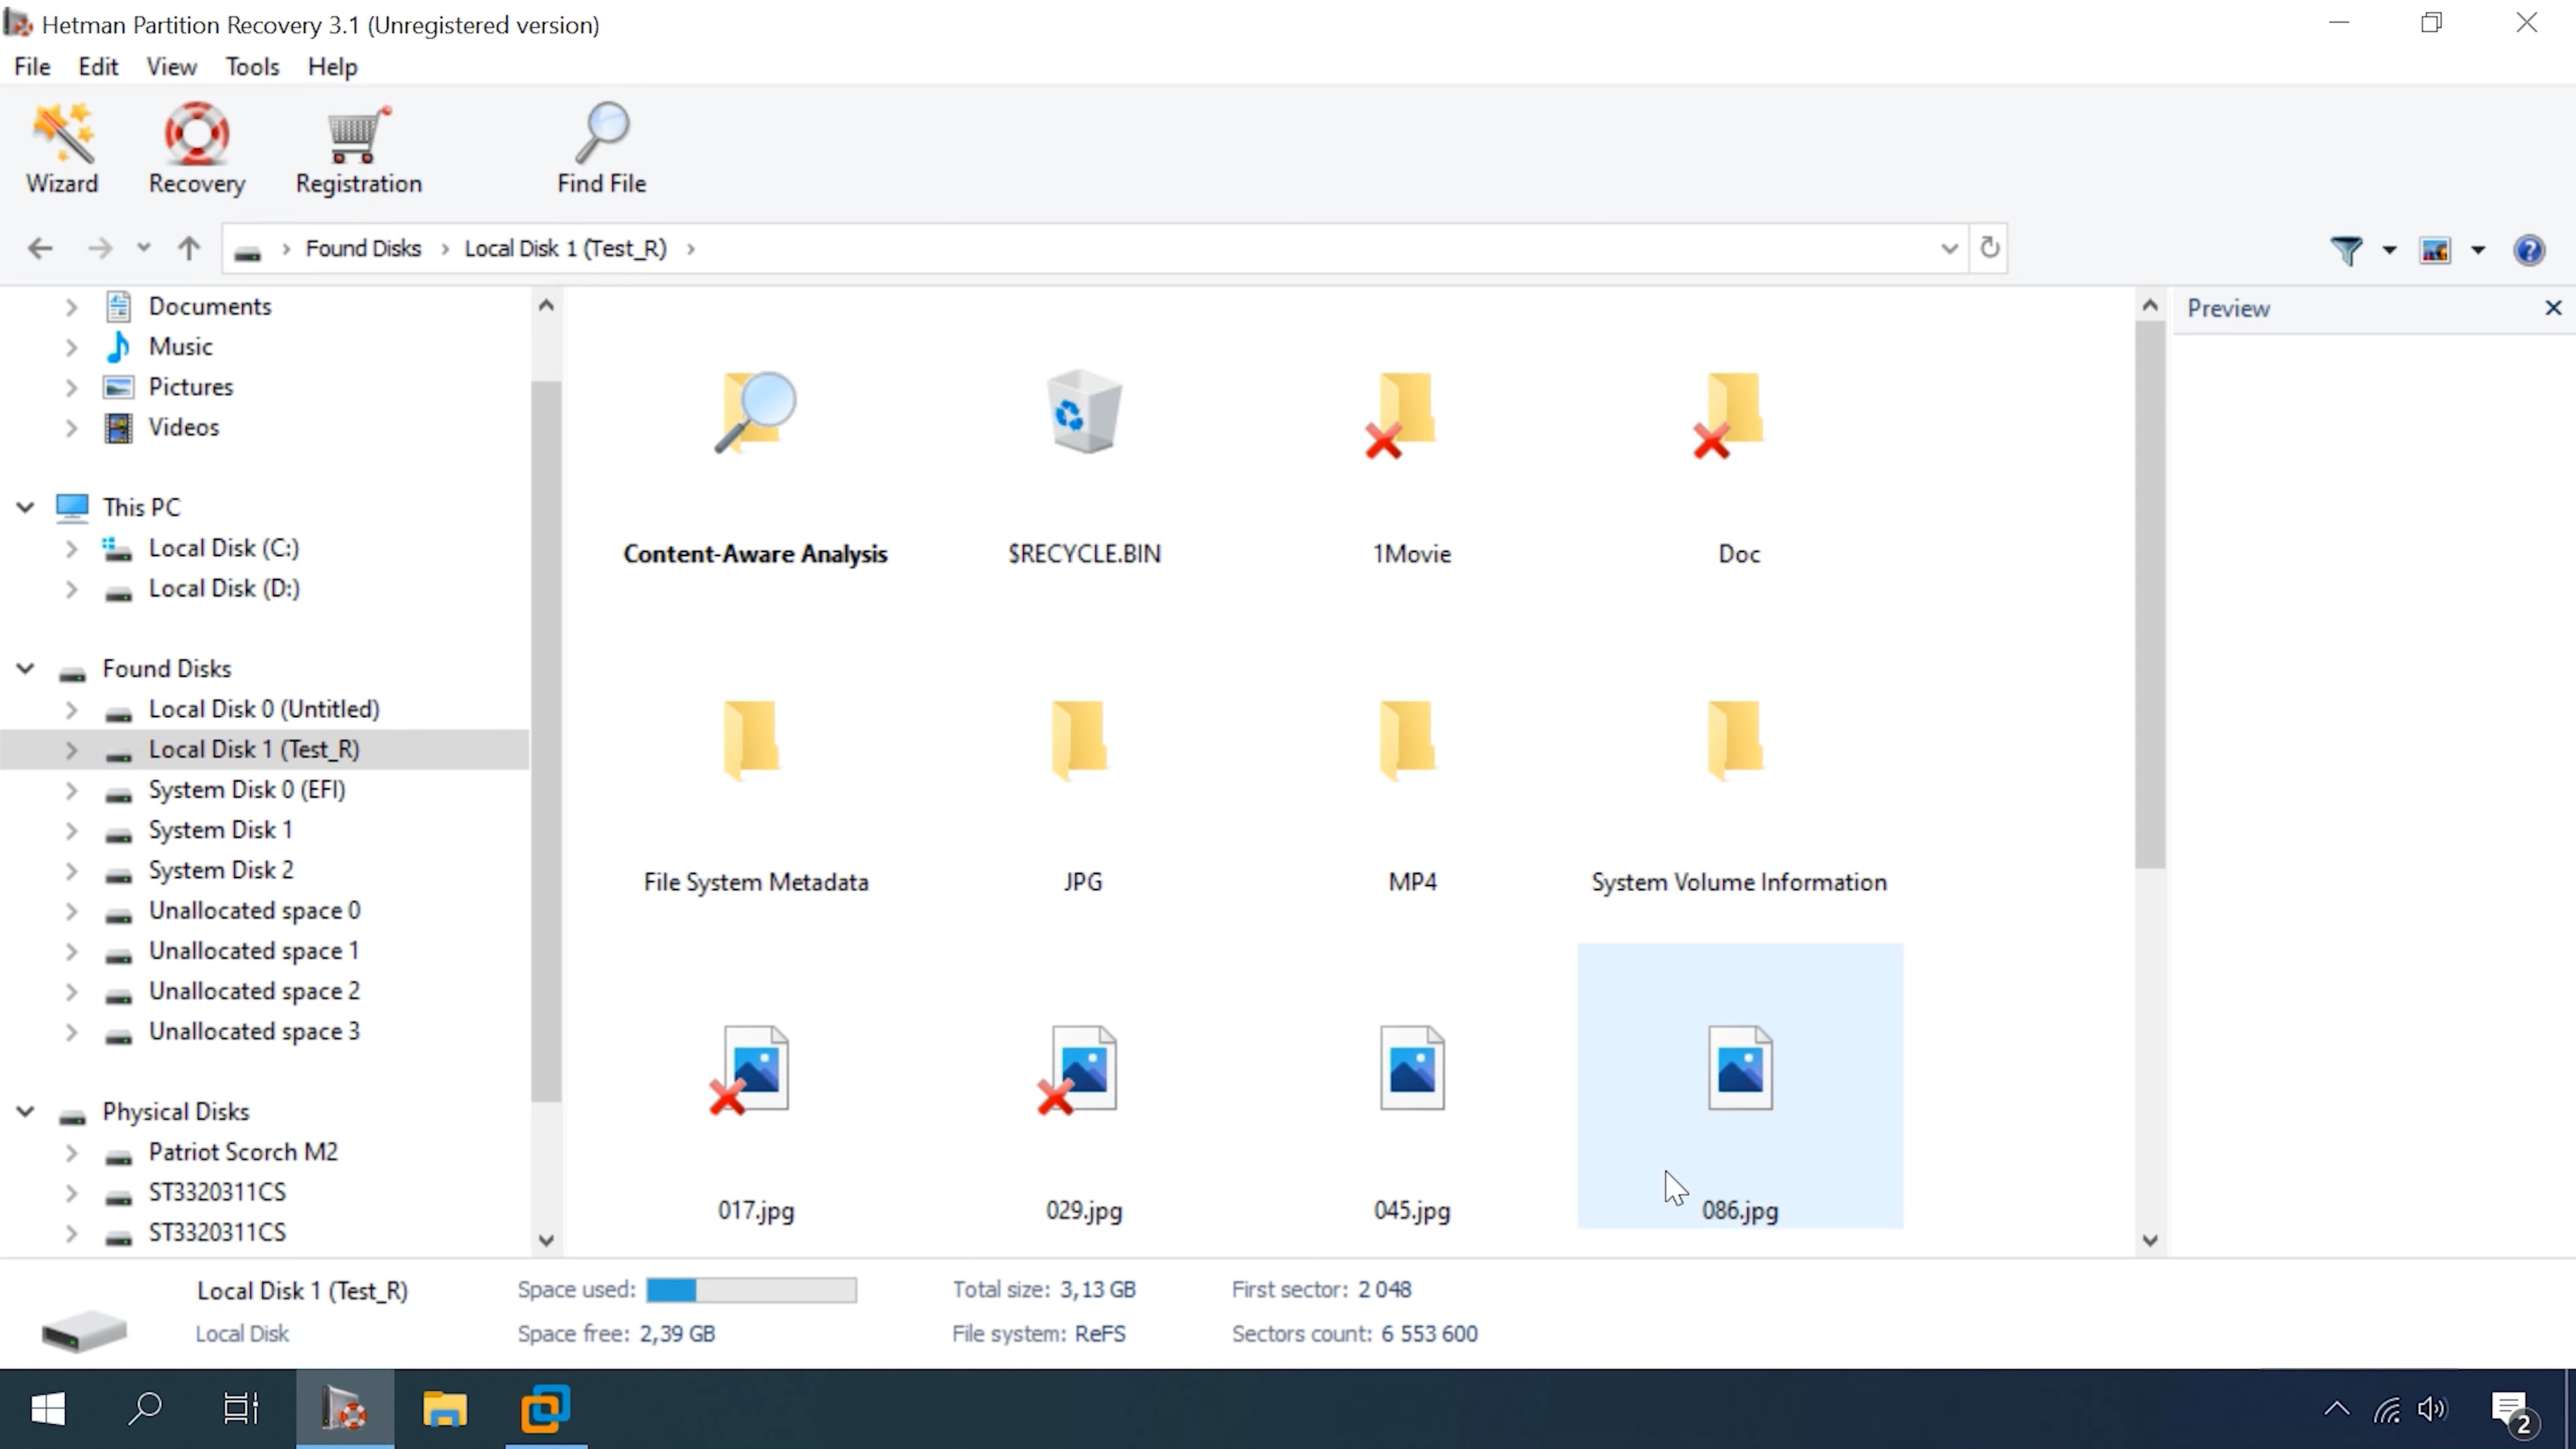 Hetman Partition Recovery 3.1 (Unregistered version)
File Edit View Tools Help
Wizard Recovery Registration Find File
Found Disks Local Disk 1 (Test_R)
Documents
Music
Pictures
Videos
This PC
Local Disk (C:)
Local Disk (D:)
Found Disks
Local Disk 0 (Untitled)
Local Disk 1 (Test_R)
System Disk 0 (EFI)
System Disk 1
System Disk 2
Unallocated space 0
Unallocated space 1
Unallocated space 2
Unallocated space 3
Physical Disks
Patriot Scorch M2
ST3320311CS
ST3320311CS
Content-Aware Analysis $RECYCLE.BIN 1Movie Doc
File System Metadata JPG MP4 System Volume Information
017.jpg 029.jpg 045.jpg 086.jpg
Preview
Local Disk 1 (Test_R) Space used: Total size: 3,13 GB First sector: 2 048
Local Disk Space free: 2,39 GB File system: ReFS Sectors count: 6 553 600
2